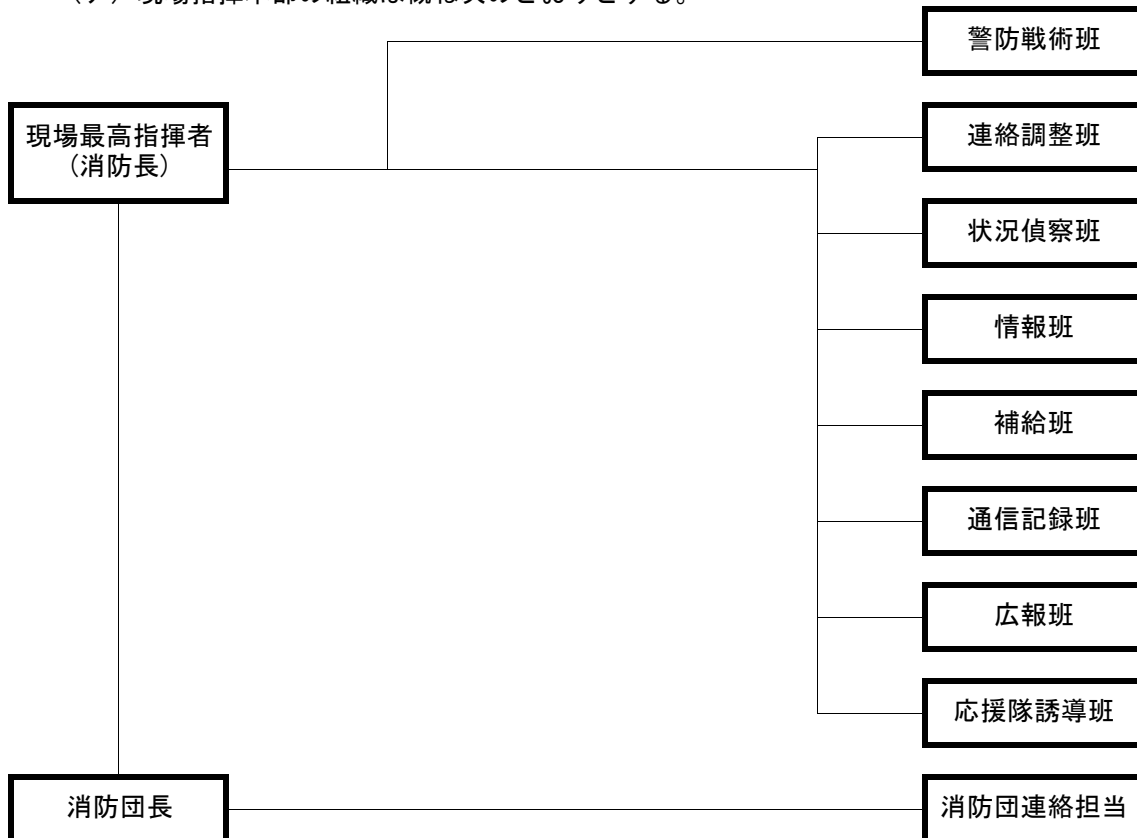 警防戦術班
現場最高指揮者
（消防長）
連絡調整班
状況偵察班
情報班
補給班
通信記録班
広報班
応援隊誘導班
消防団長
消防団連絡担当